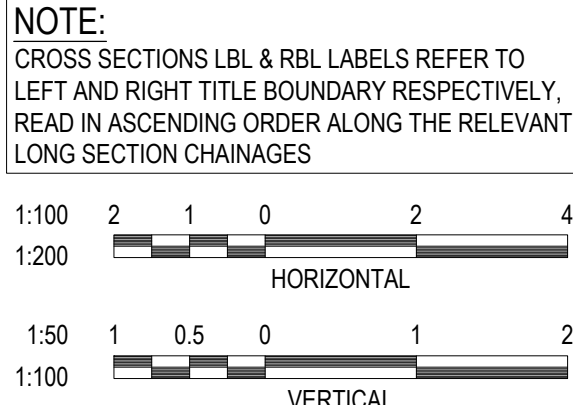 NOTE:
CROSS SECTIONS LBL & RBL LABELS REFER TO
LEFT AND RIGHT TITLE BOUNDARY RESPECTIVELY,
READ IN ASCENDING ORDER ALONG THE RELEVANT
LONG SECTION CHAINAGES
1:100 2 1 0 2 4
1:200
HORIZONTAL
1:50 1 0.5 0 1 2
1:100
VERTICAL